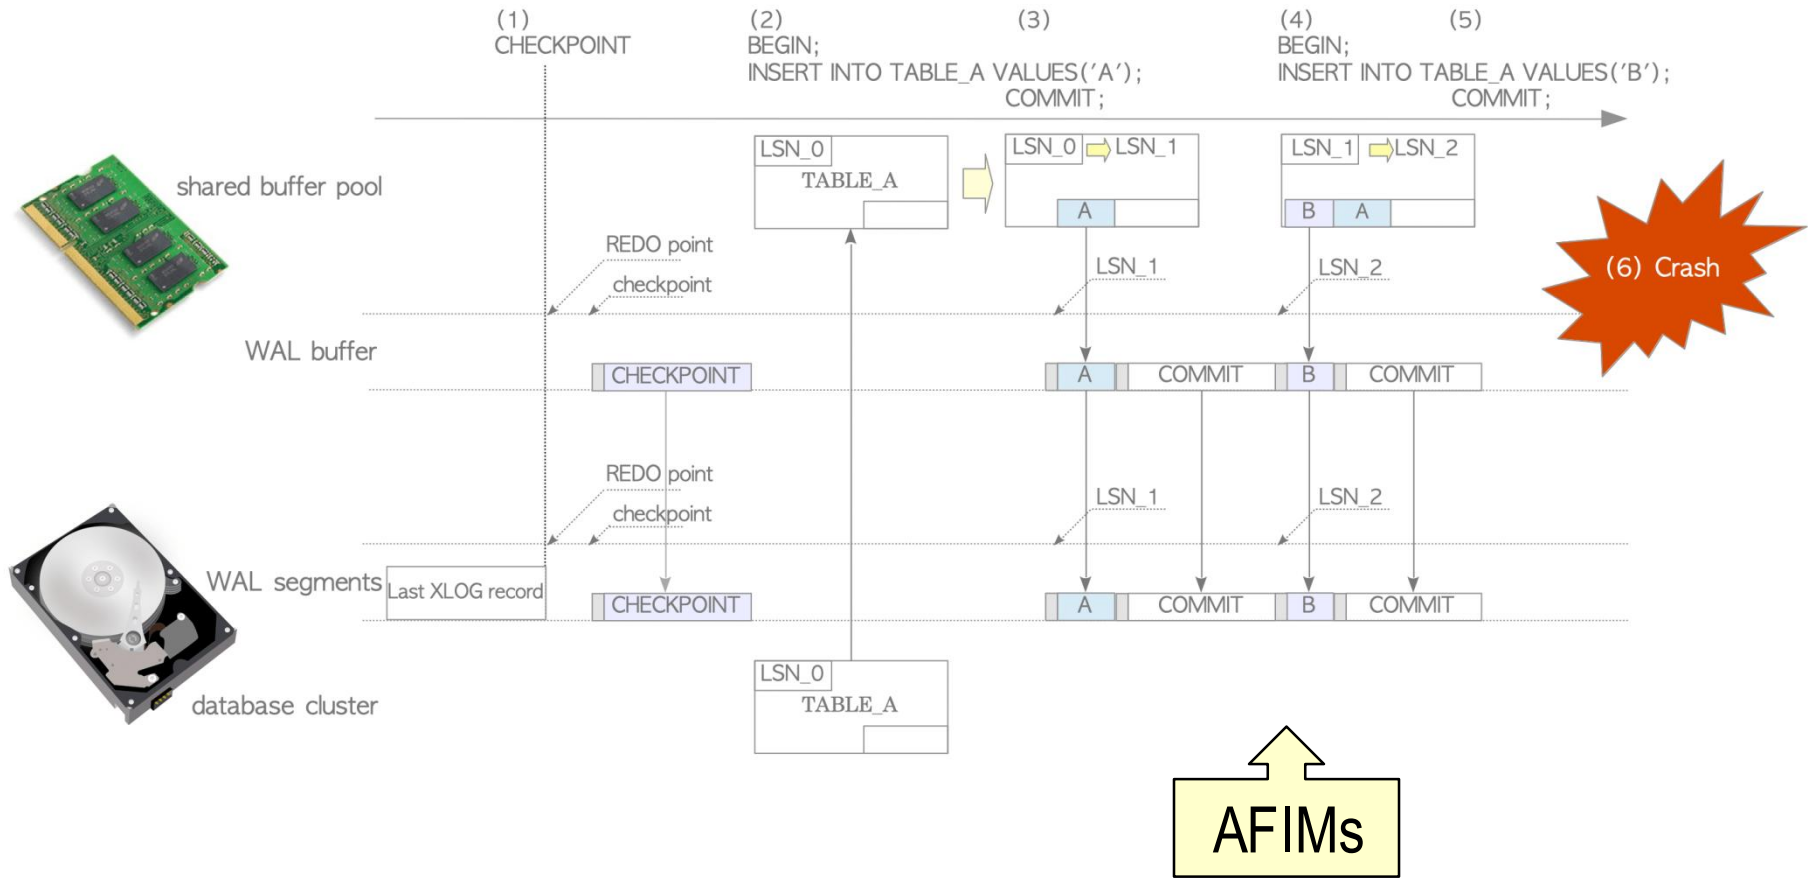 (1)
CHECKPOINT
(2)
BEGIN;
INSERT INTO TABLE_A VALUES('A');
(3)
COMMIT;
(4)
BEGIN;
INSERT INTO TABLE_A VALUES('B');
(5)
COMMIT;
shared buffer pool
LSN_0
TABLE_A
LSN_0 LSN_1
A
LSN_1 LSN_2
B A
(6) Crash
REDO point
checkpoint
LSN_1
LSN_2
WAL buffer
CHECKPOINT
A COMMIT B COMMIT
REDO point
checkpoint
LSN_1
LSN_2
WAL segments
Last XLOG record
CHECKPOINT
A COMMIT B COMMIT
database cluster
LSN_0
TABLE_A
AFIMs